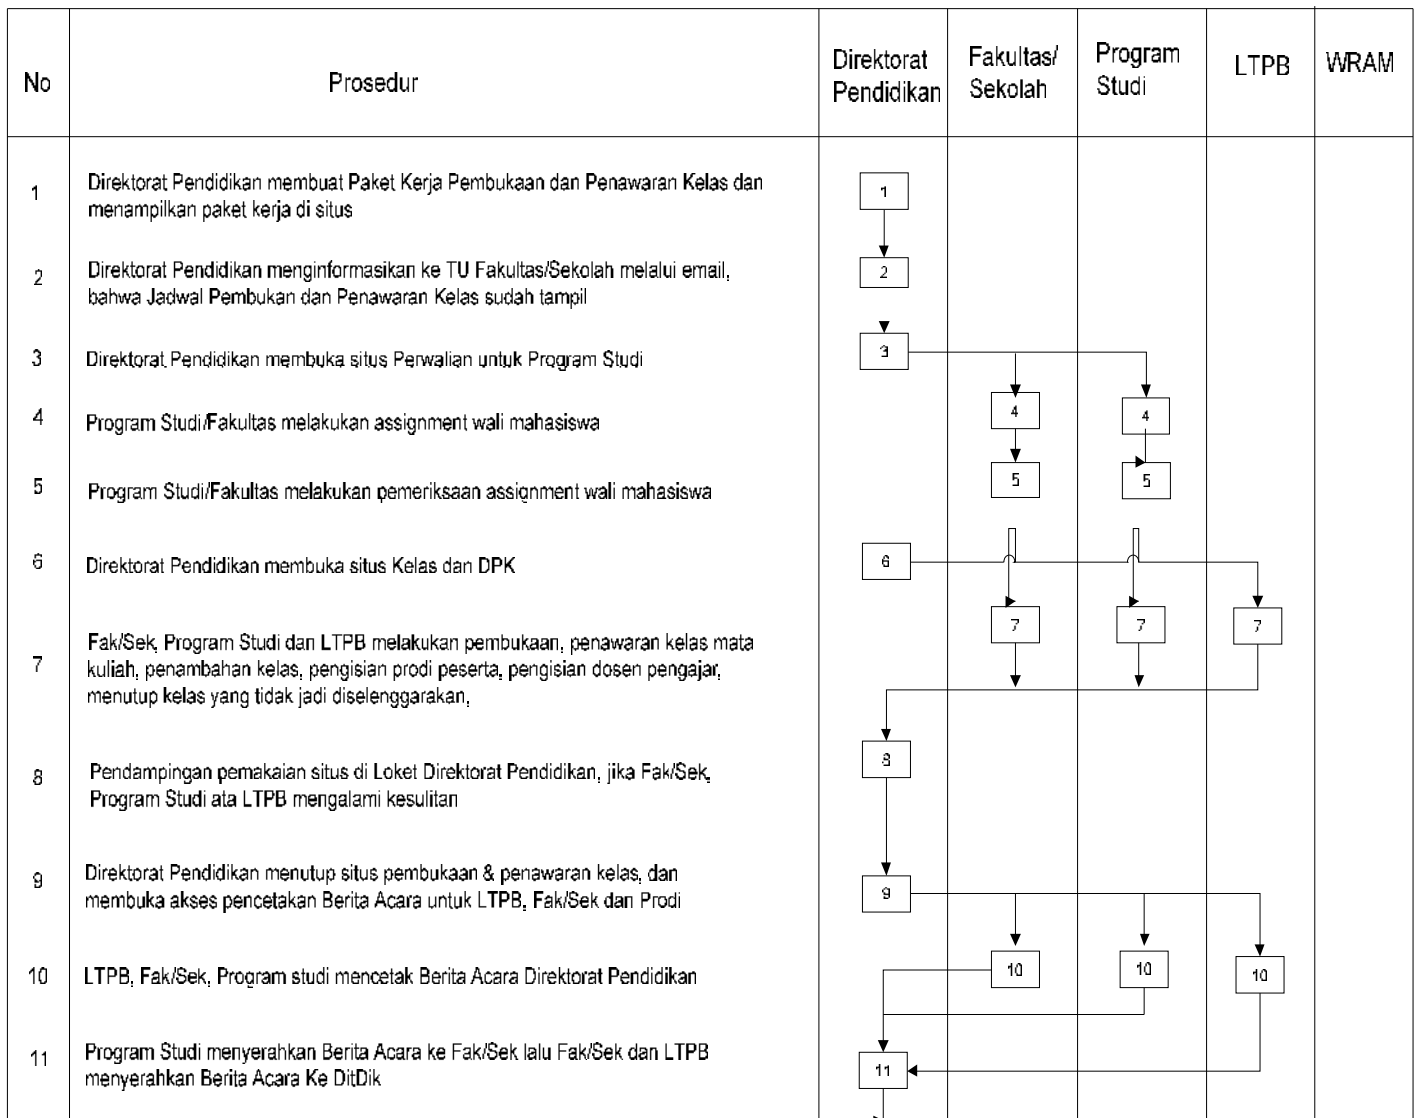 No
Prosedur
Direktorat
Pendidikan
Fakultas/
Sekolah
Program
Studi
LTPB
WRAM
1
Direktorat Pendidikan membuat Paket Kerja Pembukaan dan Penawaran Kelas dan
menampilkan paket kerja di situs
1
2
Direktorat Pendidikan menginformasikan ke TU Fakultas/Sekolah melalui email,
bahwa Jadwal Pembukan dan Penawaran Kelas sudah tampil
2
3
Direktorat Pendidikan membuka situs Perwalian untuk Program Studi
3
4
Program Studi/Fakultas melakukan assignment wali mahasiswa
4
4
5
Program Studi/Fakultas melakukan pemeriksaan assignment wali mahasiswa
5
5
6
Direktorat Pendidikan membuka situs Kelas dan DPK
6
7
Fak/Sek, Program Studi dan LTPB melakukan pembukaan, penawaran kelas mata
kuliah, penambahan kelas, pengisian prodi peserta, pengisian dosen pengajar,
menutup kelas yang tidak jadi diselenggarakan,
7
7
7
8
Pendampingan pemakaian situs di Loket Direktorat Pendidikan, jika Fak/Sek,
Program Studi ata LTPB mengalami kesulitan
8
9
Direktorat Pendidikan menutup situs pembukaan & penawaran kelas, dan
membuka akses pencetakan Berita Acara untuk LTPB, Fak/Sek dan Prodi
9
10
LTPB, Fak/Sek, Program studi mencetak Berita Acara Direktorat Pendidikan
10
10
10
11
Program Studi menyerahkan Berita Acara ke Fak/Sek lalu Fak/Sek dan LTPB
menyerahkan Berita Acara Ke DitDik
11